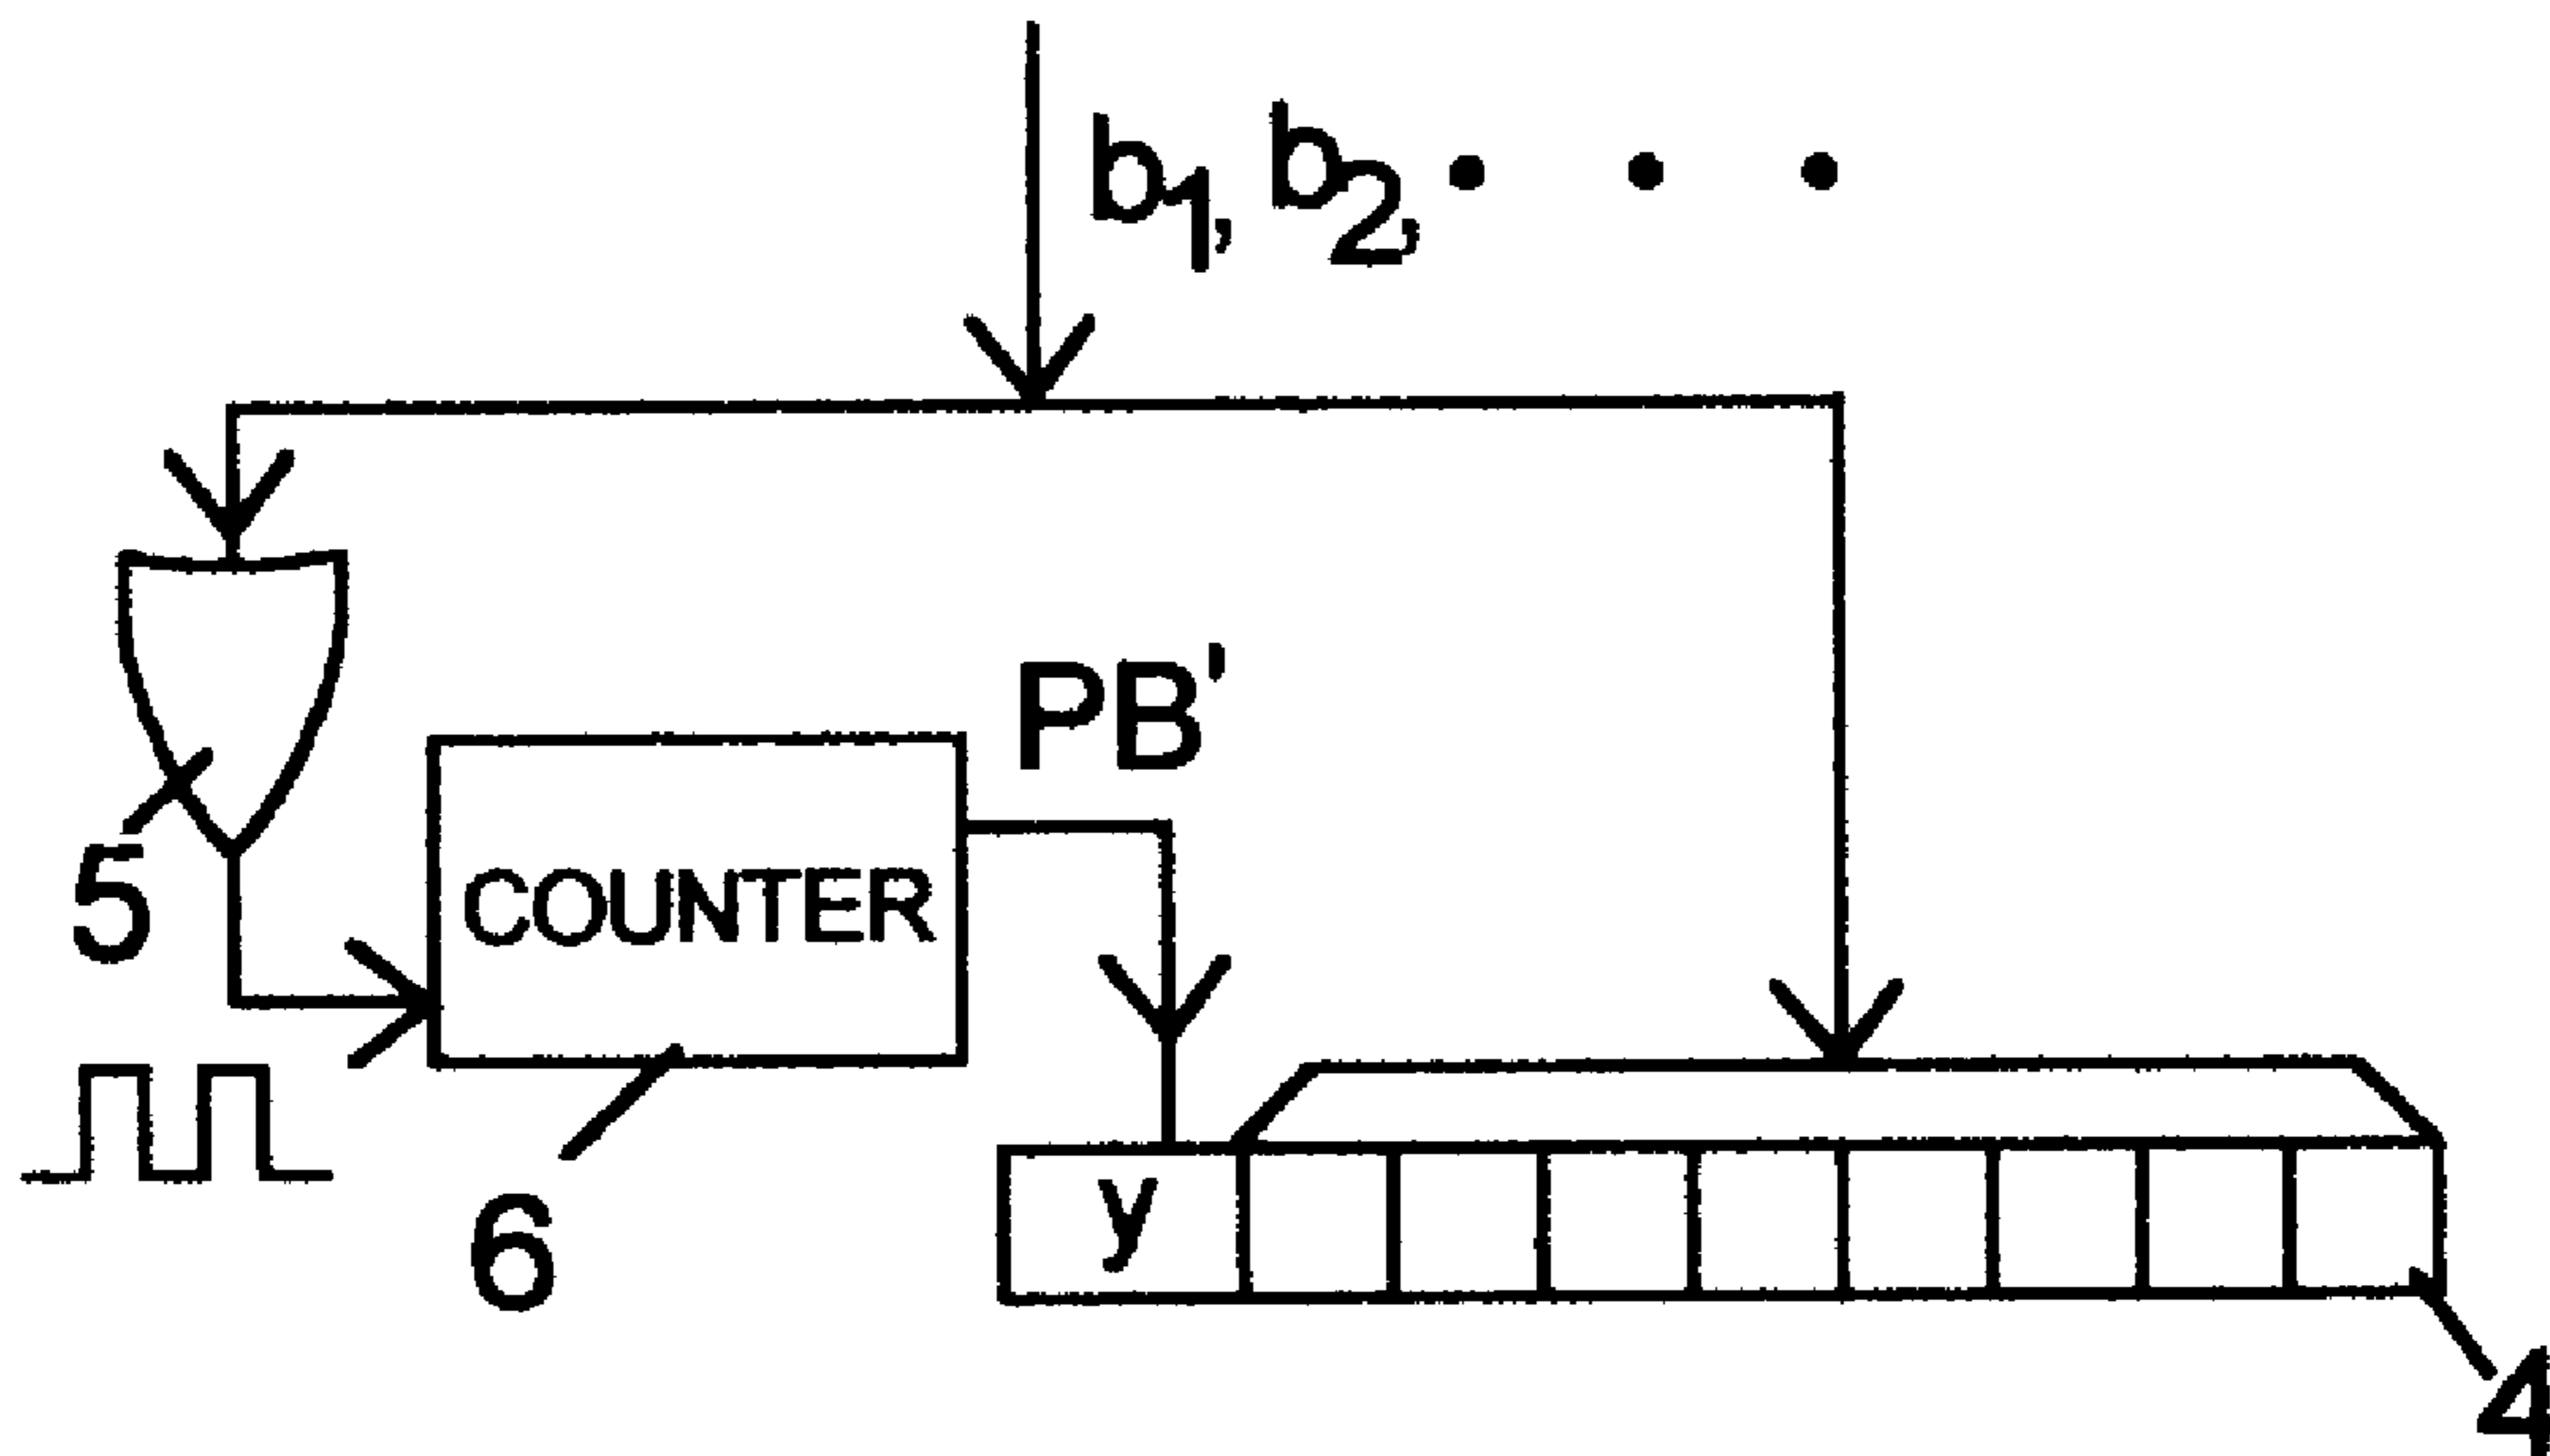 b1, b2, . . .
PB'
5
COUNTER
y
6
4